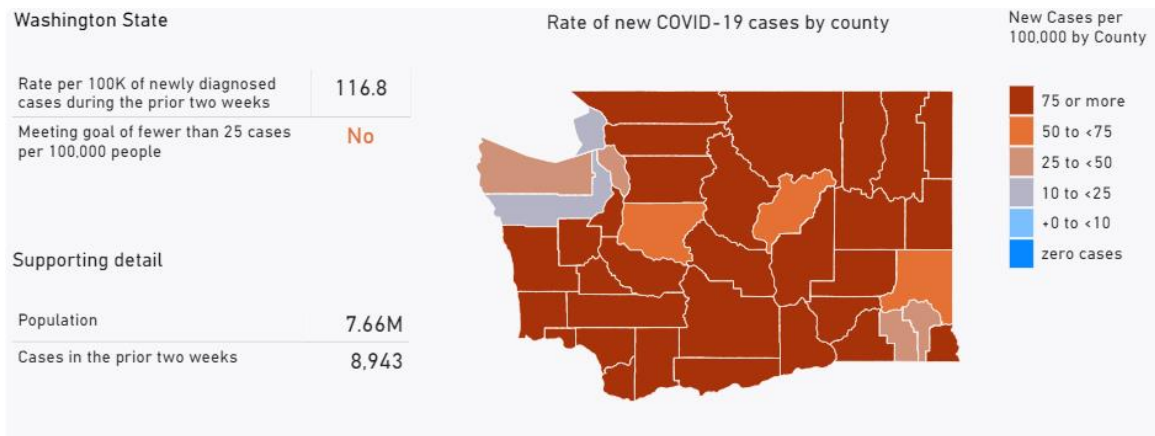 Washington State
Rate per 100K of newly diagnosed
cases during the prior two weeks
116.8
Meeting goal of fewer than 25 cases
per 100,000 people
No
Supporting detail
Population
7.66M
Cases in the prior two weeks
8,943
Rate of new COVID-19 cases by county
New Cases per
100,000 by County
75 or more
50 to <75
25 to <50
10 to <25
+0 to <10
zero cases